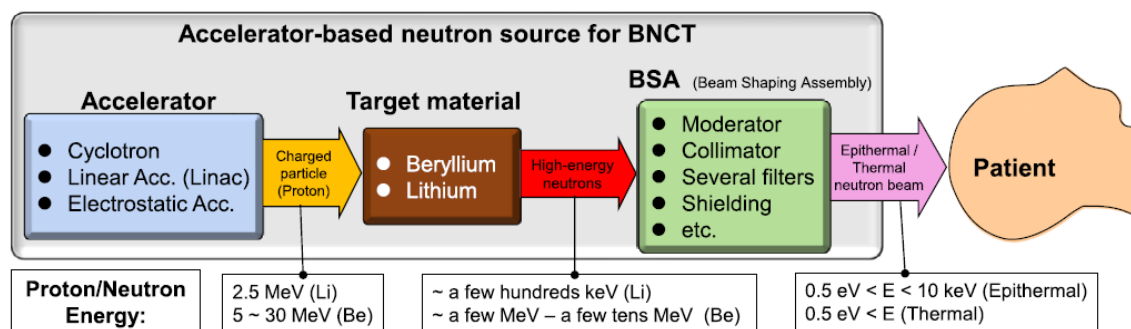 Accelerator-based neutron source for BNCT
Accelerator
● Cyclotron
● Linear Acc. (Linac)
● Electrostatic Acc.
Charged
particle
(Proton)
Target material
● Beryllium
● Lithium
High-energy
neutrons
BSA (Beam Shaping Assembly)
● Moderator
● Collimator
● Several filters
● Shielding
● etc.
Epithermal /
Thermal
neutron beam
Patient
Proton/Neutron
Energy:
2.5 MeV (Li)
5 ~ 30 MeV (Be)
~ a few hundreds keV (Li)
~ a few MeV – a few tens MeV (Be)
0.5 eV < E < 10 keV (Epithermal)
0.5 eV < E (Thermal)